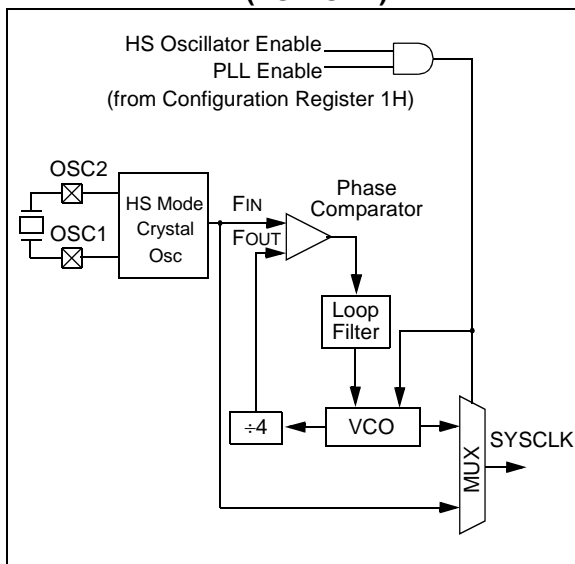 HS Oscillator Enable
PLL Enable
(from Configuration Register 1H)
OSC2
OSC1
HS Mode
Crystal
Osc
FIN
FOUT
Phase
Comparator
Loop
Filter
÷4
VCO
MUX
SYSCLK